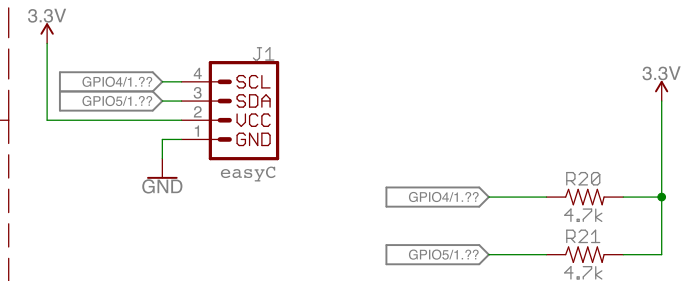 3.3V
J1
GPIO4/1.??
4
SCL
GPIO5/1.??
3
SDA
2
VCC
1
GND
easyC
GND
3.3V
R20
GPIO4/1.??
4.7k
R21
GPIO5/1.??
4.7k